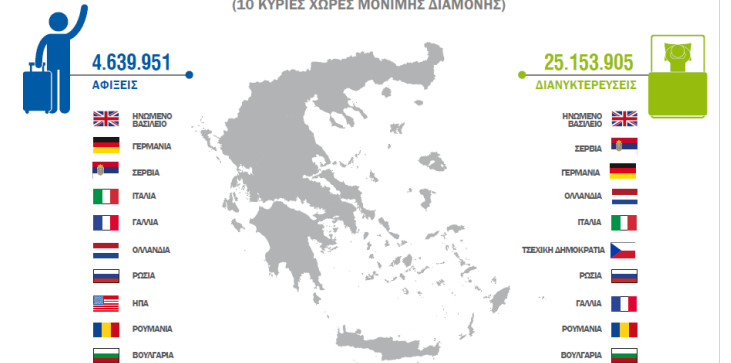 (10 ΚΥΡΙΕΣ ΧΩΡΕΣ ΜΟΝΙΜΗΣ ΔΙΑΜΟΝΗΣ)
4.639.951
ΑΦΙΞΕΙΣ
ΗΝΩΜΕΝΟ
ΒΑΣΙΛΕΙΟ
ΓΕΡΜΑΝΙΑ
ΣΕΡΒΙΑ
ΙΤΑΛΙΑ
ΓΑΛΛΙΑ
ΟΛΛΑΝΔΙΑ
ΡΩΣΙΑ
ΗΠΑ
ΡΟΥΜΑΝΙΑ
ΒΟΥΛΓΑΡΙΑ
25.153.905
ΔΙΑΝΥΚΤΕΡΕΥΣΕΙΣ
ΗΝΩΜΕΝΟ
ΒΑΣΙΛΕΙΟ
ΣΕΡΒΙΑ
ΓΕΡΜΑΝΙΑ
ΟΛΛΑΝΔΙΑ
ΙΤΑΛΙΑ
ΤΣΕΧΙΚΗ ΔΗΜΟΚΡΑΤΙΑ
ΡΩΣΙΑ
ΓΑΛΛΙΑ
ΡΟΥΜΑΝΙΑ
ΒΟΥΛΓΑΡΙΑ